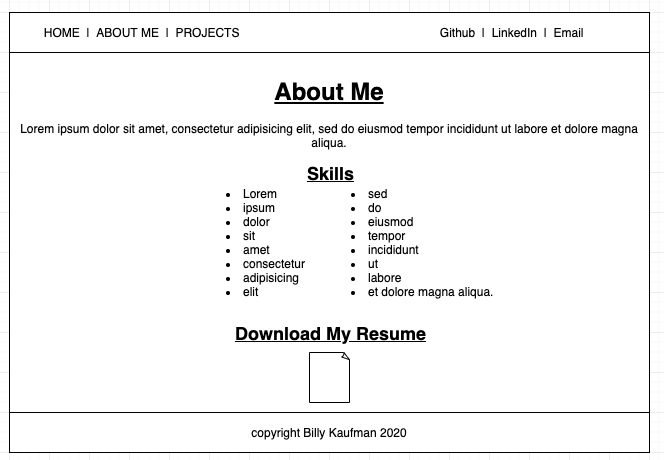 HOME | ABOUT ME | PROJECTS
Github | LinkedIn | Email
About Me
Lorem ipsum dolor sit amet, consectetur adipisicing elit, sed do eiusmod tempor incididunt ut labore et dolore magna
aliqua.
Skills
• Lorem
• ipsum
• dolor
• sit
• amet
• consectetur
• adipisicing
• elit
• sed
• do
• eiusmod
• tempor
• incididunt
• ut
• labore
• et dolore magna aliqua.
Download My Resume
copyright Billy Kaufman 2020